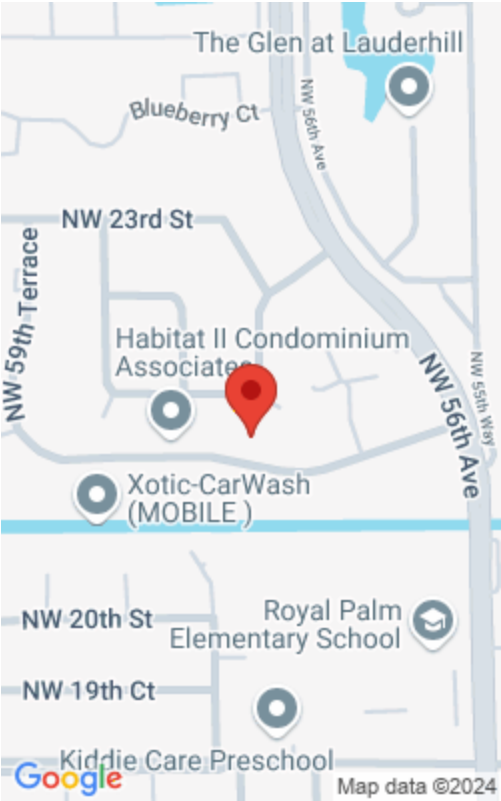 The Glen at Lauderhill
Blueberry Ct
NW 56th Ave
NW 23rd St
NW 59th Terrace
Habitat II Condominium
Associates
NW 56th Ave
NW 55th Way
Xotic-CarWash
(MOBILE )
NW 20th St
Royal Palm
Elementary School
NW 19th Ct
Kiddie Care Preschool
Google
Map data ©2024